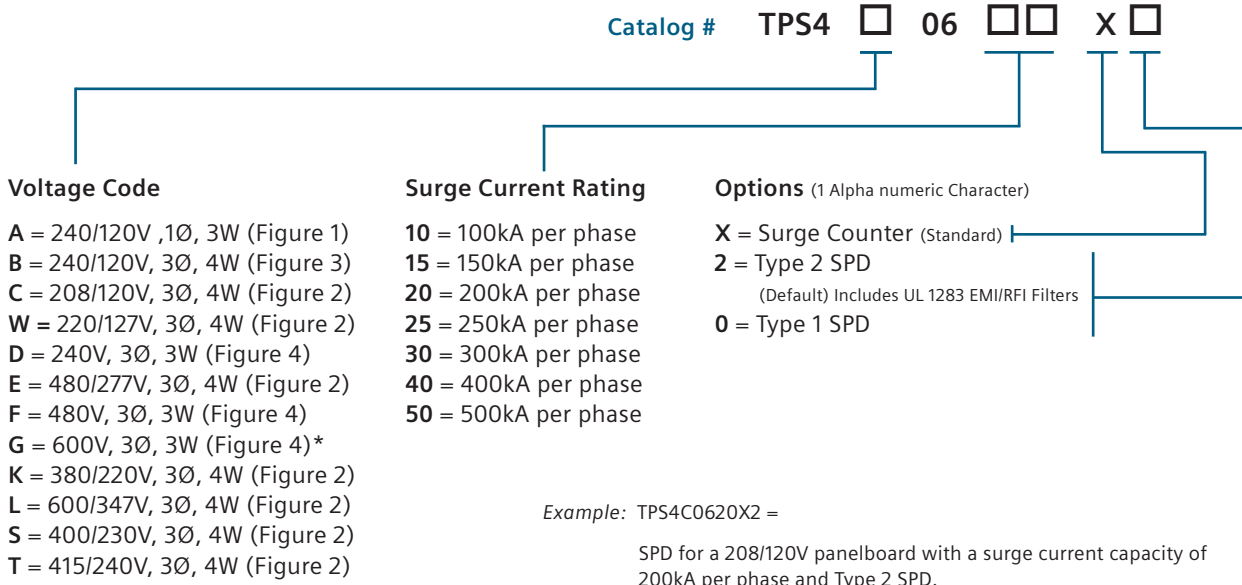 Catalog # TPS4 □ 06 □□ X □
Voltage Code
A = 240/120V ,1Ø, 3W (Figure 1)
B = 240/120V, 3Ø, 4W (Figure 3)
C = 208/120V, 3Ø, 4W (Figure 2)
W = 220/127V, 3Ø, 4W (Figure 2)
D = 240V, 3Ø, 3W (Figure 4)
E = 480/277V, 3Ø, 4W (Figure 2)
F = 480V, 3Ø, 3W (Figure 4)
G = 600V, 3Ø, 3W (Figure 4)*
K = 380/220V, 3Ø, 4W (Figure 2)
L = 600/347V, 3Ø, 4W (Figure 2)
S = 400/230V, 3Ø, 4W (Figure 2)
T = 415/240V, 3Ø, 4W (Figure 2)
Surge Current Rating
10 = 100kA per phase
15 = 150kA per phase
20 = 200kA per phase
25 = 250kA per phase
30 = 300kA per phase
40 = 400kA per phase
50 = 500kA per phase
Options (1 Alpha numeric Character)
X = Surge Counter (Standard)
2 = Type 2 SPD
(Default) Includes UL 1283 EMI/RFI Filters
0 = Type 1 SPD
Example: TPS4C0620X2 =
SPD for a 208/120V panelboard with a surge current capacity of
200kA per phase and Type 2 SPD.